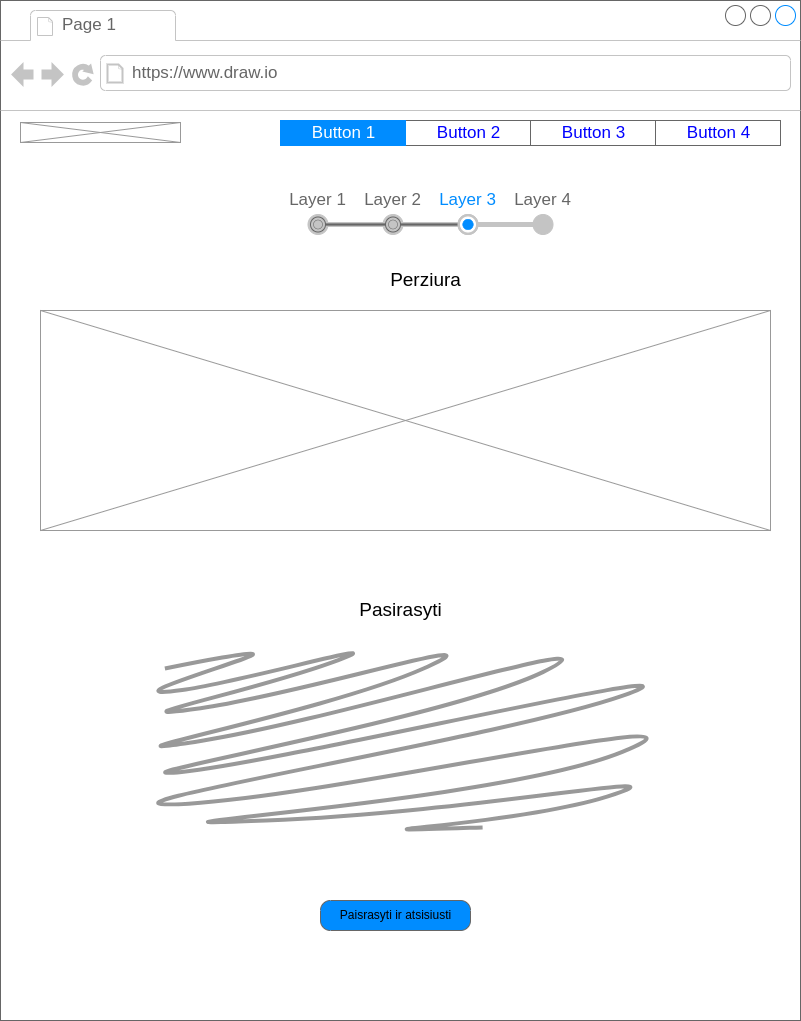 Page 1
https://www.draw.io
Button 1 Button 2 Button 3 Button 4
Layer 1 Layer 2 Layer 3 Layer 4
Perziura
Pasirasyti
Paisrasyti ir atsisiusti